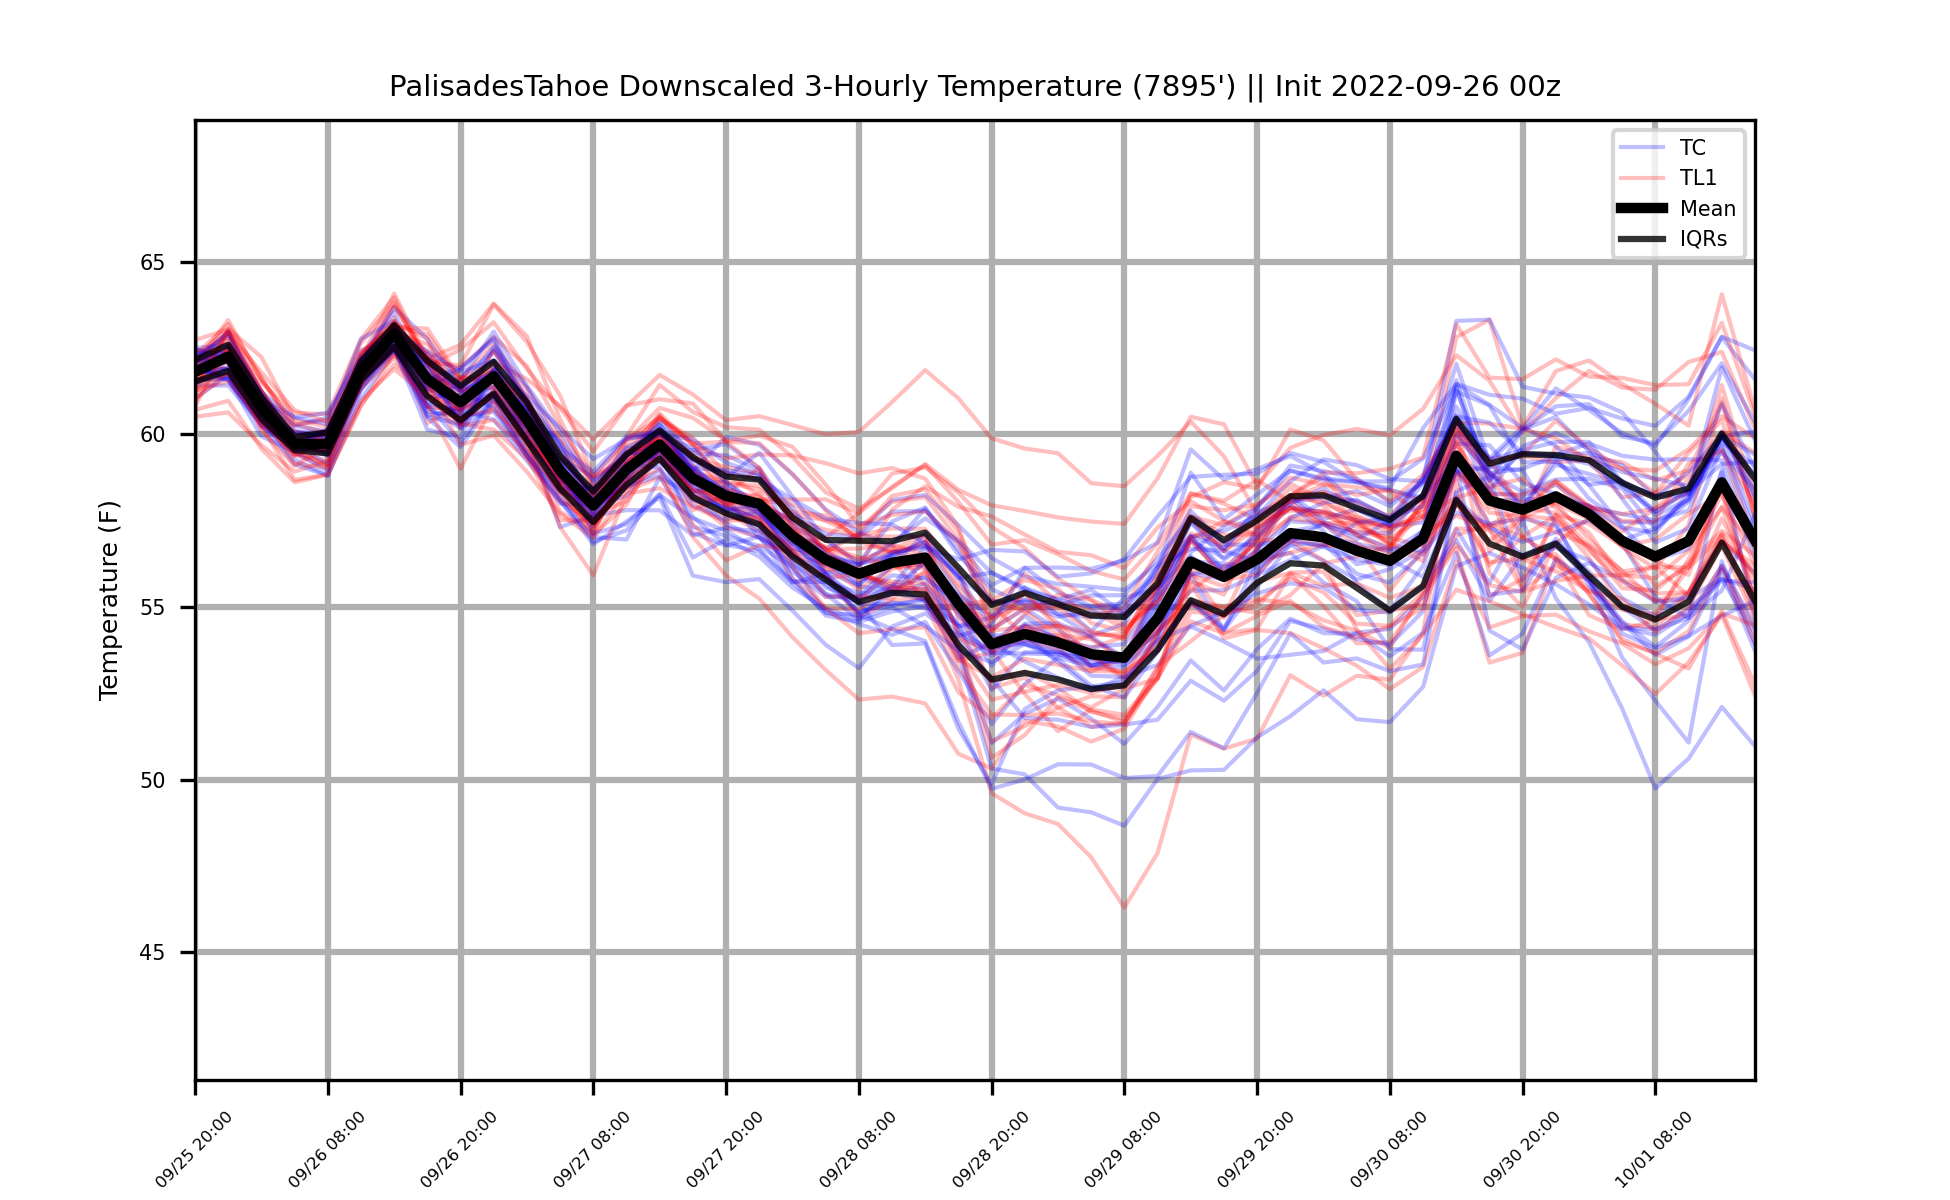 PalisadesTahoe Downscaled 3-Hourly Temperature (7895') || Init 2022-09-26 00z
TC
TL1
Mean
IQRs
Temperature (F)
65
60
55
50
45
09/25 20:00
09/26 08:00
09/26 20:00
09/27 08:00
09/27 20:00
09/28 08:00
09/28 20:00
09/29 08:00
09/29 20:00
09/30 08:00
09/30 20:00
10/01 08:00